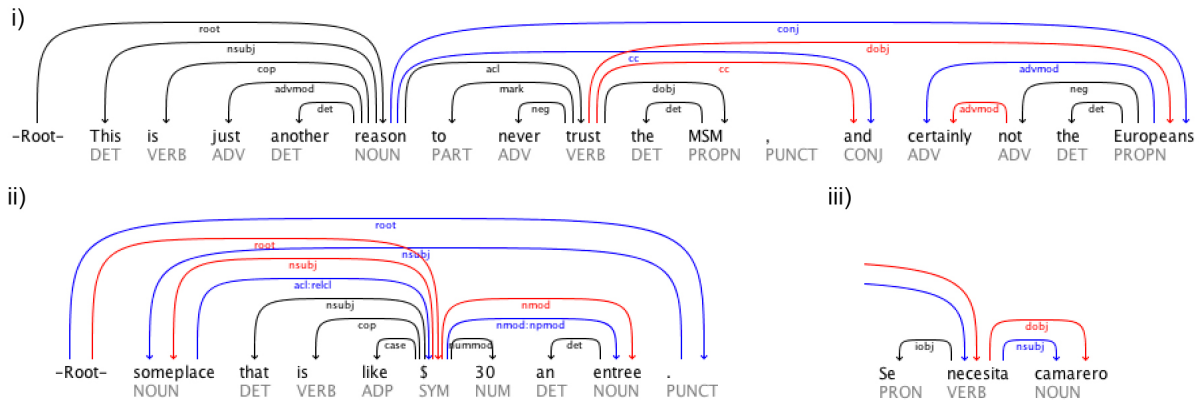 i)
root
conj
nsubj
dobj
cop
cc
acl
cc
advmod
advmod
mark
dobj
neg
det
neg
det
advmod
det
-Root- This is just another reason to never trust the MSM , and certainly not the Europeans
DET VERB ADV DET NOUN PART ADV VERB DET PROPN PUNCT CONJ ADV ADV DET PROPN
ii)
root
root
nsubj
nsubj
acl:relcl
nsubj
nmod
cop
nmod:npmod
case
nummod
det
-Root- someplace that is like $ 30 an entree .
NOUN DET VERB ADP SYM NUM DET NOUN PUNCT
iii)
dobj
iobj
nsubj
Se necesita camarero
PRON VERB NOUN